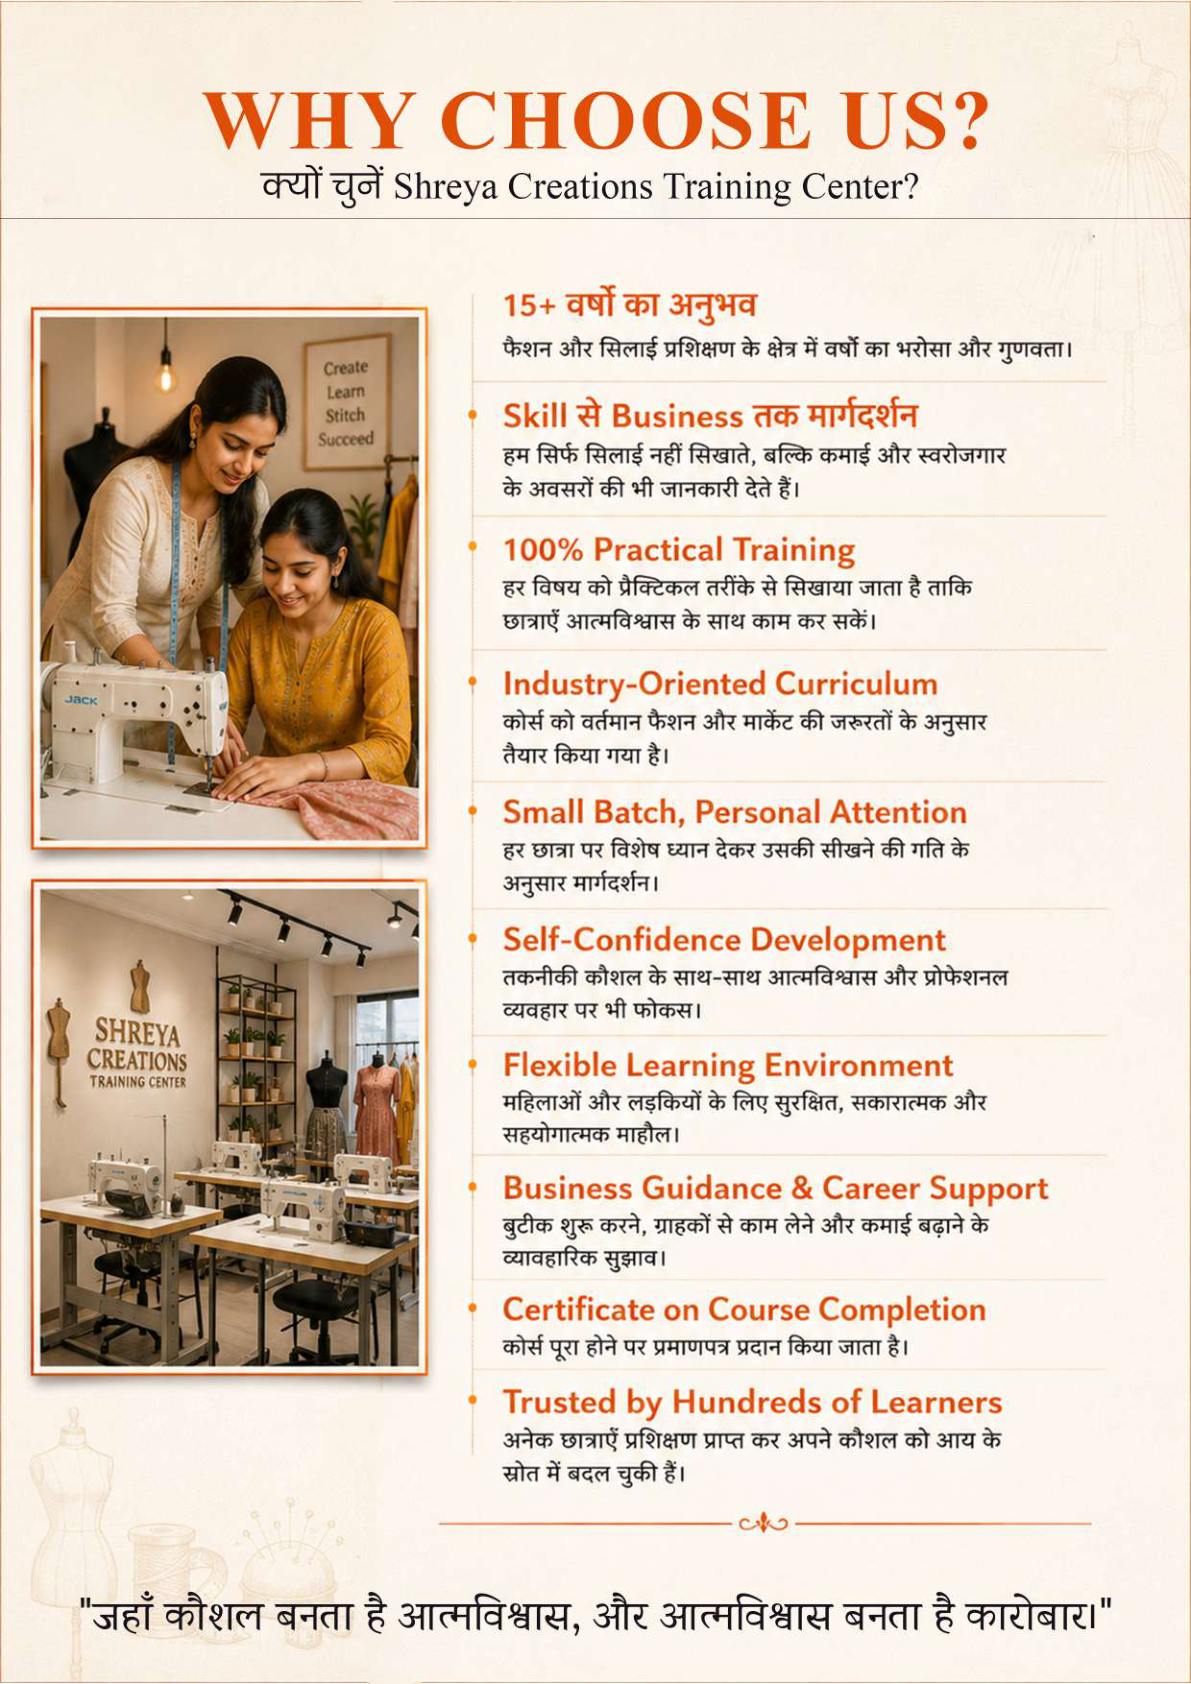 WHY CHOOSE US?
क्यों चुनें Shreya Creations Training Center?
Create
Learn
Stitch
Succeed
JACK
SHREYA
CREATIONS
TRAINING CENTER
15+ वर्षो का अनुभव
फैशन और सिलाई प्रशिक्षण के क्षेत्र में वर्षों का भरोसा और गुणवता।
Skill से Business तक मार्गदर्शन
हम सिर्फ सिलाई नहीं सिखाते, बल्कि कमाई और स्वरोजगार
के अवसरों की भी जानकारी देते हैं।
100% Practical Training
हर विषय को प्रैक्टिकल तरींके से सिखाया जाता है ताकि
छात्राऐं आत्मविश्वास के साथ काम कर सकें।
Industry-Oriented Curriculum
कोर्स को वर्तमान फैशन और मार्केट की जरूरतों के अनुसार
तैयार किया गया है।
Small Batch, Personal Attention
हर छात्रा पर विशेष ध्यान देकर उसकी सीखने की गति के
अनुसार मार्गदर्शन।
Self-Confidence Development
तकनीकी कौशल के साथ-साथ आत्मविश्वास और प्रोफेशनल
व्यवहार पर भी फोकस।
Flexible Learning Environment
महिलाओं और लड़कियों के लिए सुरक्षित, सकारात्मक और
सहयोगात्मक माहौल।
Business Guidance & Career Support
बुटीक शुरू करने, ग्राहकों से काम लेने और कमाई बढ़ाने के
व्यावहारिक सुझाव।
Certificate on Course Completion
कोर्स पूरा होने पर प्रमाणपत्र प्रदान किया जाता है।
Trusted by Hundreds of Learners
अनेक छात्राऐं प्रशिक्षण प्राप्त कर अपने कौशल को आय के
स्रोत में बदल चुकी हैं।
"जहाँ कौशल बनता है आत्मविश्वास, और आत्मविश्वास बनता है कारोबार।"